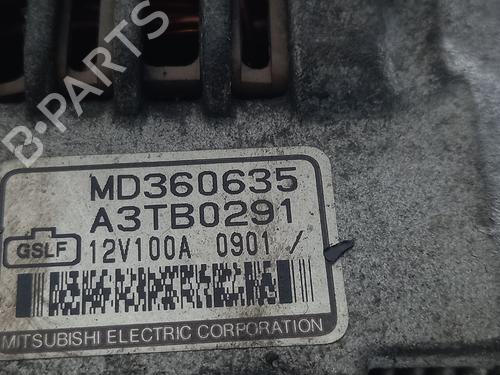 B-PARTS
MD360635
A3TB0291
GSLF
12V100A 0901 /
MITSUBISHI ELECTRIC CORPORATION